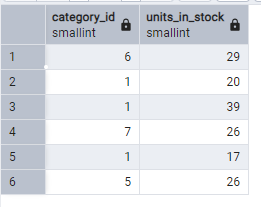 category_id units_in_stock
smallint smallint
1 6 29
2 1 20
3 1 39
4 7 26
5 1 17
6 5 26